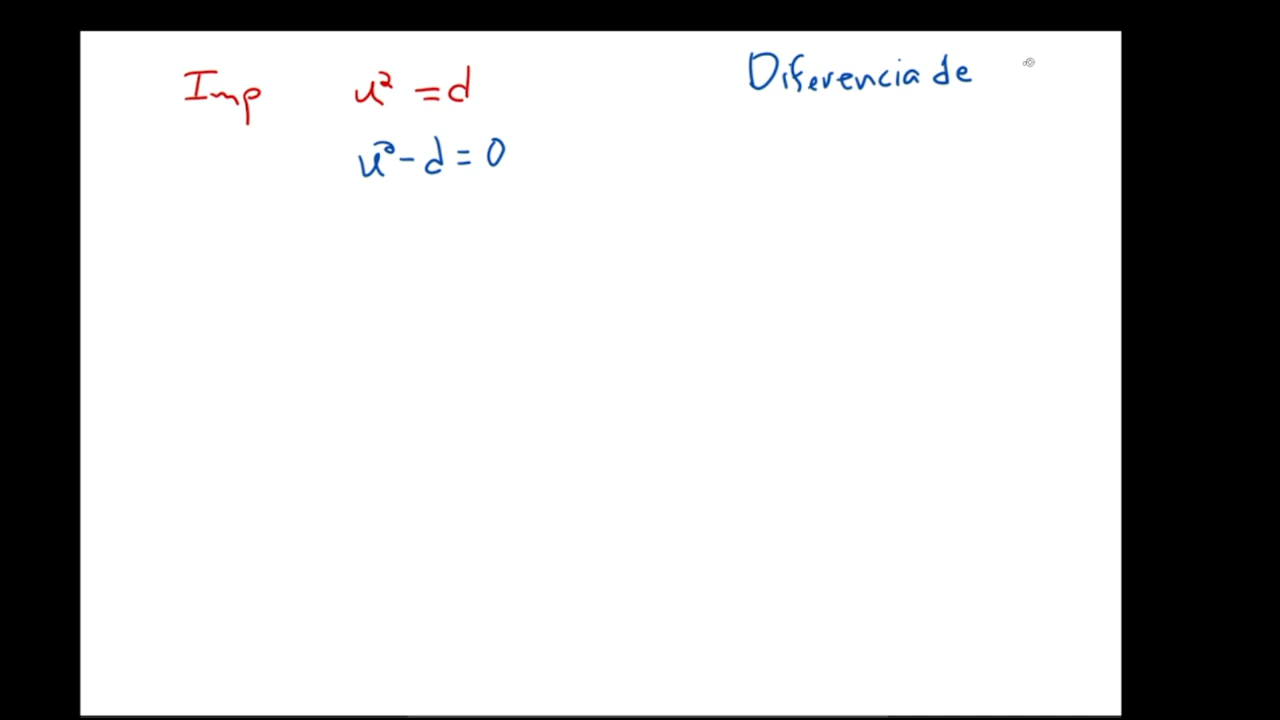 Imp u² = d
Diferencia de
u² - d = 0